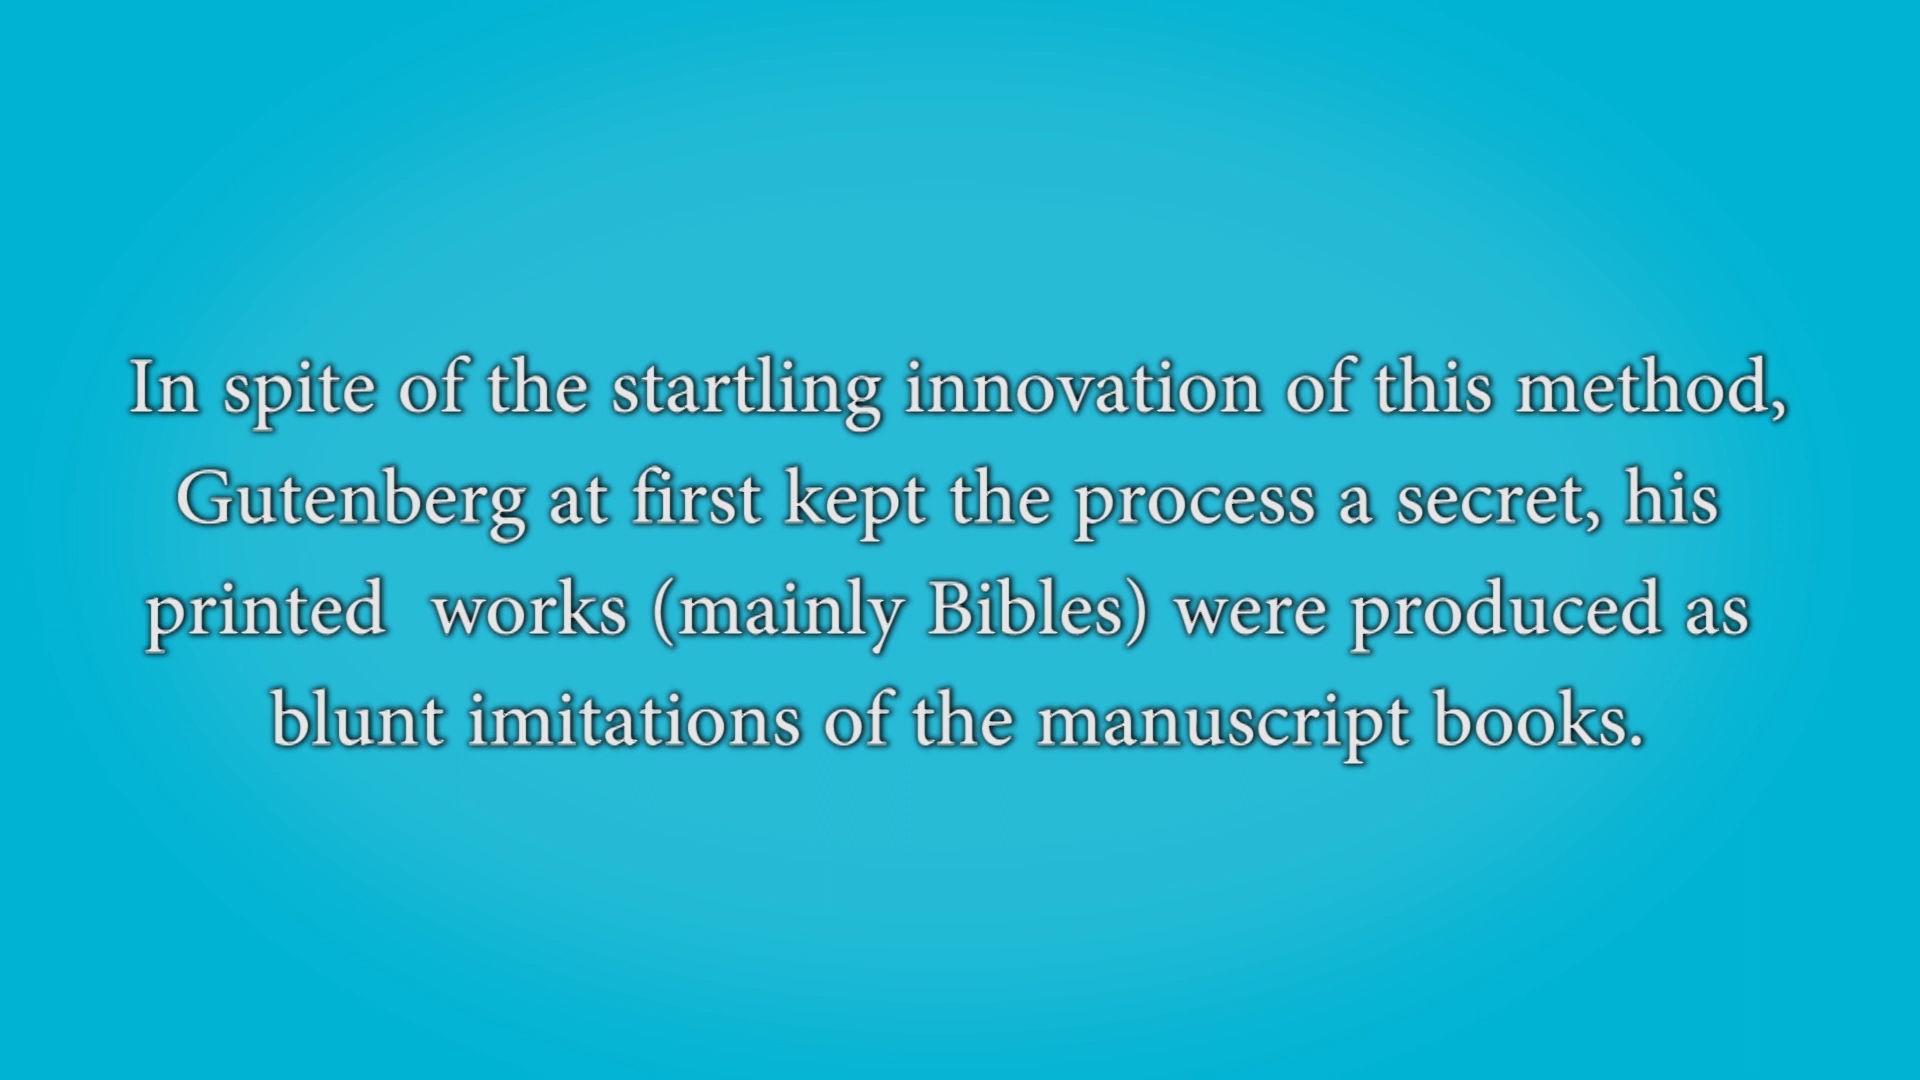 In spite of the startling innovation of this method,
Gutenberg at first kept the process a secret, his
printed  works (mainly Bibles) were produced as
blunt imitations of the manuscript books.